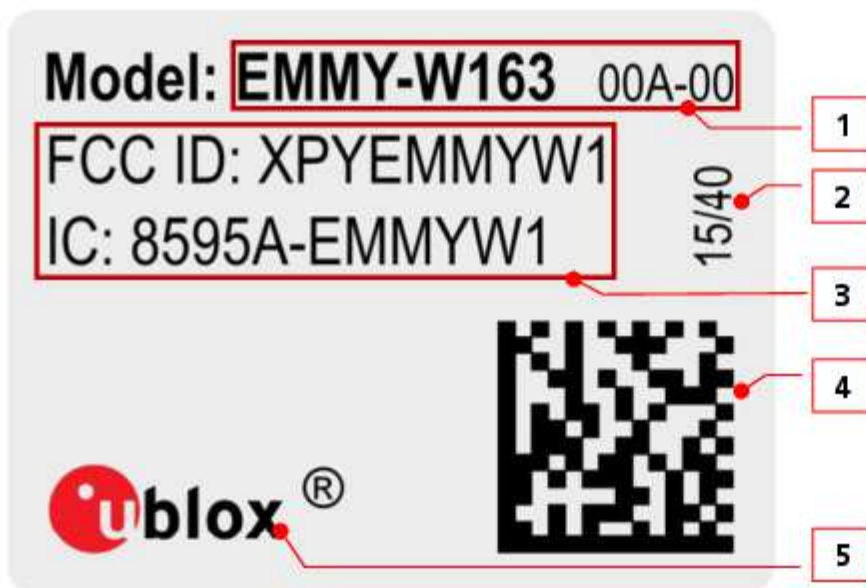 Model: EMMY-W163 00A-00
FCC ID: XPYEMMYW1
IC: 8595A-EMMYW1
15/40
ublox ®
1
2
3
4
5